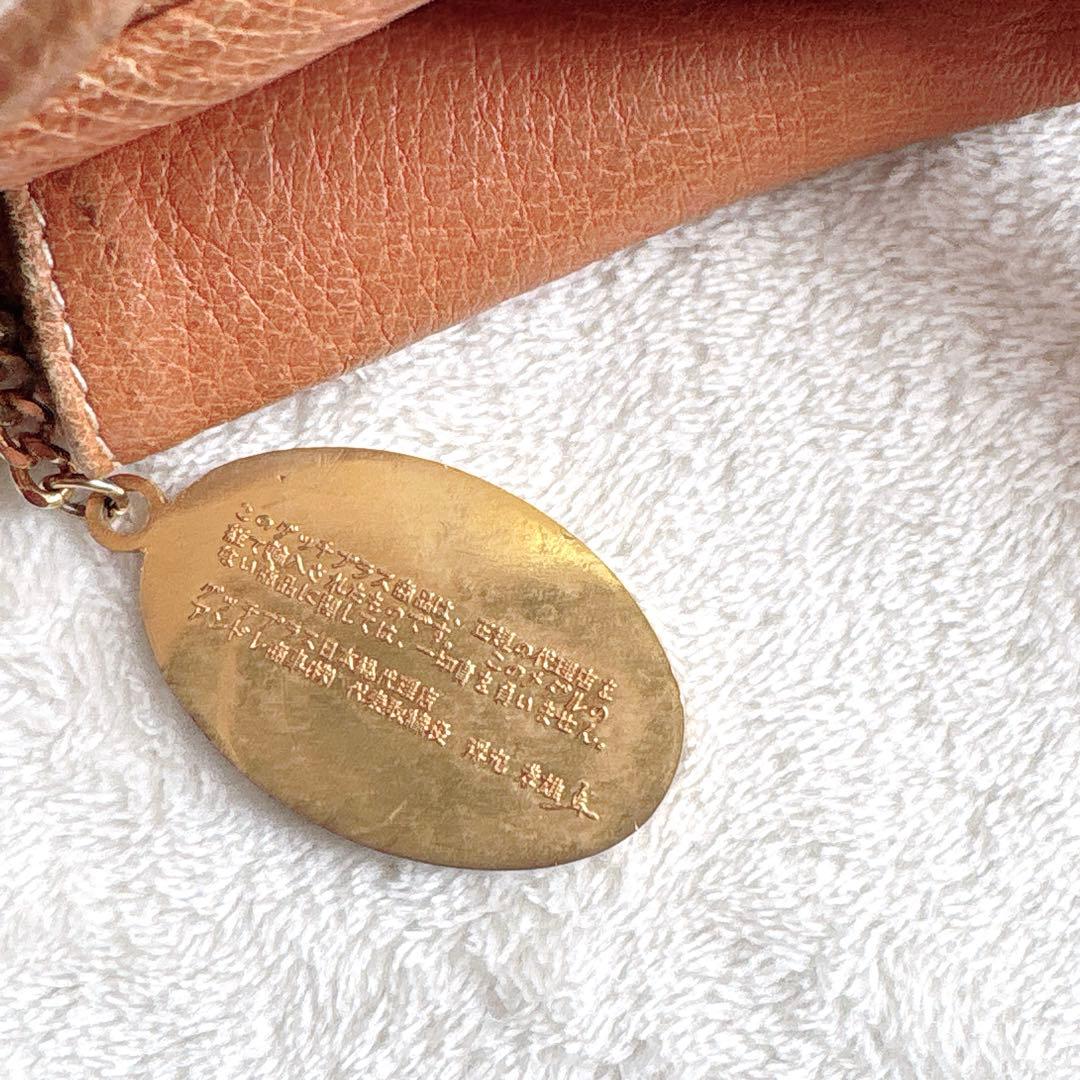 このゲッチプラス商品は、正規の代理店を
経て輸入されたものです。このメダルの
ない商品に関しては、一切責を負いません。
ゲッチプラス日本総代理店
アンドレ商事(株) 代表取締役